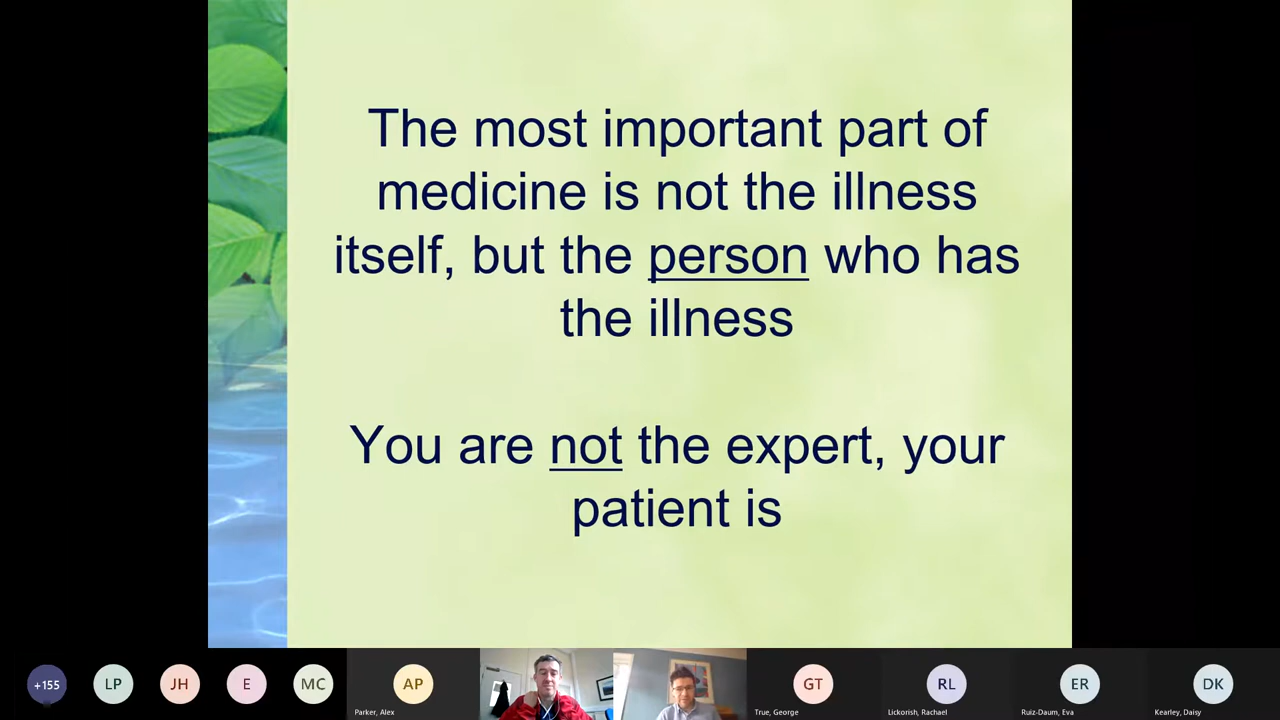 The most important part of
medicine is not the illness
itself, but the person who has
the illness
You are not the expert, your
patient is
+155
LP
JH
E
MC
AP
GT
RL
ER
DK
Parker, Alex
True, George
Lickorish, Rachael
Ruiz-Daum, Eva
Kearley, Daisy